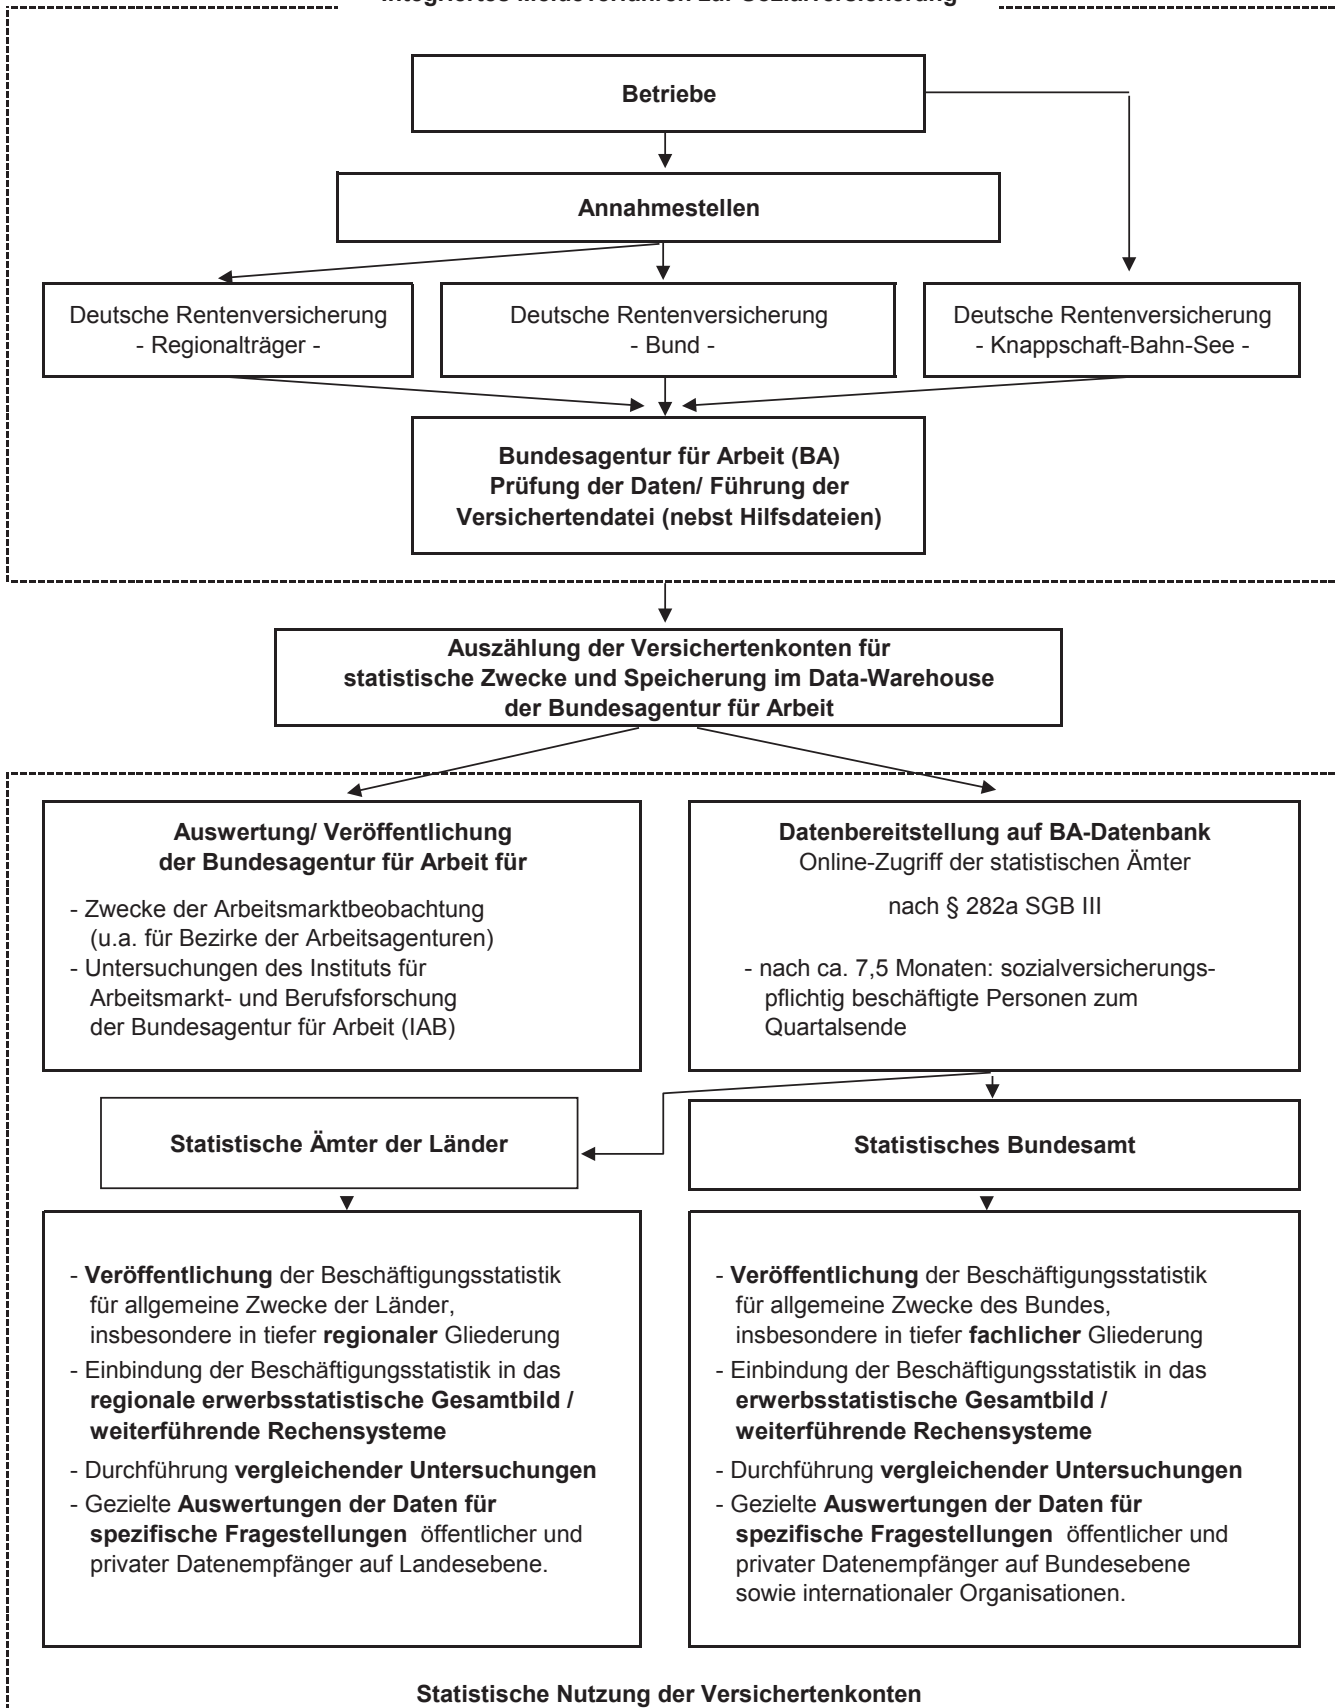 Integriertes Meldeverfahren zur Sozialversicherung
Betriebe
Annahmestellen
Deutsche Rentenversicherung
- Regionalträger -
Deutsche Rentenversicherung
- Bund -
Deutsche Rentenversicherung
- Knappschaft-Bahn-See -
Bundesagentur für Arbeit (BA)
Prüfung der Daten/ Führung der
Versichertendatei (nebst Hilfsdateien)
Auszählung der Versichertenkonten für
statistische Zwecke und Speicherung im Data-Warehouse
der Bundesagentur für Arbeit
Auswertung/ Veröffentlichung
der Bundesagentur für Arbeit für
- Zwecke der Arbeitsmarktbeobachtung
(u.a. für Bezirke der Arbeitsagenturen)
- Untersuchungen des Instituts für
Arbeitsmarkt- und Berufsforschung
der Bundesagentur für Arbeit (IAB)
Datenbereitstellung auf BA-Datenbank
Online-Zugriff der statistischen Ämter
nach § 282a SGB III
- nach ca. 7,5 Monaten: sozialversicherungs-
pflichtig beschäftigte Personen zum
Quartalsende
Statistische Ämter der Länder
Statistisches Bundesamt
- Veröffentlichung der Beschäftigungsstatistik
für allgemeine Zwecke der Länder,
insbesondere in tiefer regionaler Gliederung
- Einbindung der Beschäftigungsstatistik in das
regionale erwerbsstatistische Gesamtbild /
weiterführende Rechensysteme
- Durchführung vergleichender Untersuchungen
- Gezielte Auswertungen der Daten für
spezifische Fragestellungen öffentlicher und
privater Datenempfänger auf Landesebene.
- Veröffentlichung der Beschäftigungsstatistik
für allgemeine Zwecke des Bundes,
insbesondere in tiefer fachlicher Gliederung
- Einbindung der Beschäftigungsstatistik in das
erwerbsstatistische Gesamtbild /
weiterführende Rechensysteme
- Durchführung vergleichender Untersuchungen
- Gezielte Auswertungen der Daten für
spezifische Fragestellungen öffentlicher und
privater Datenempfänger auf Bundesebene
sowie internationaler Organisationen.
Statistische Nutzung der Versichertenkonten